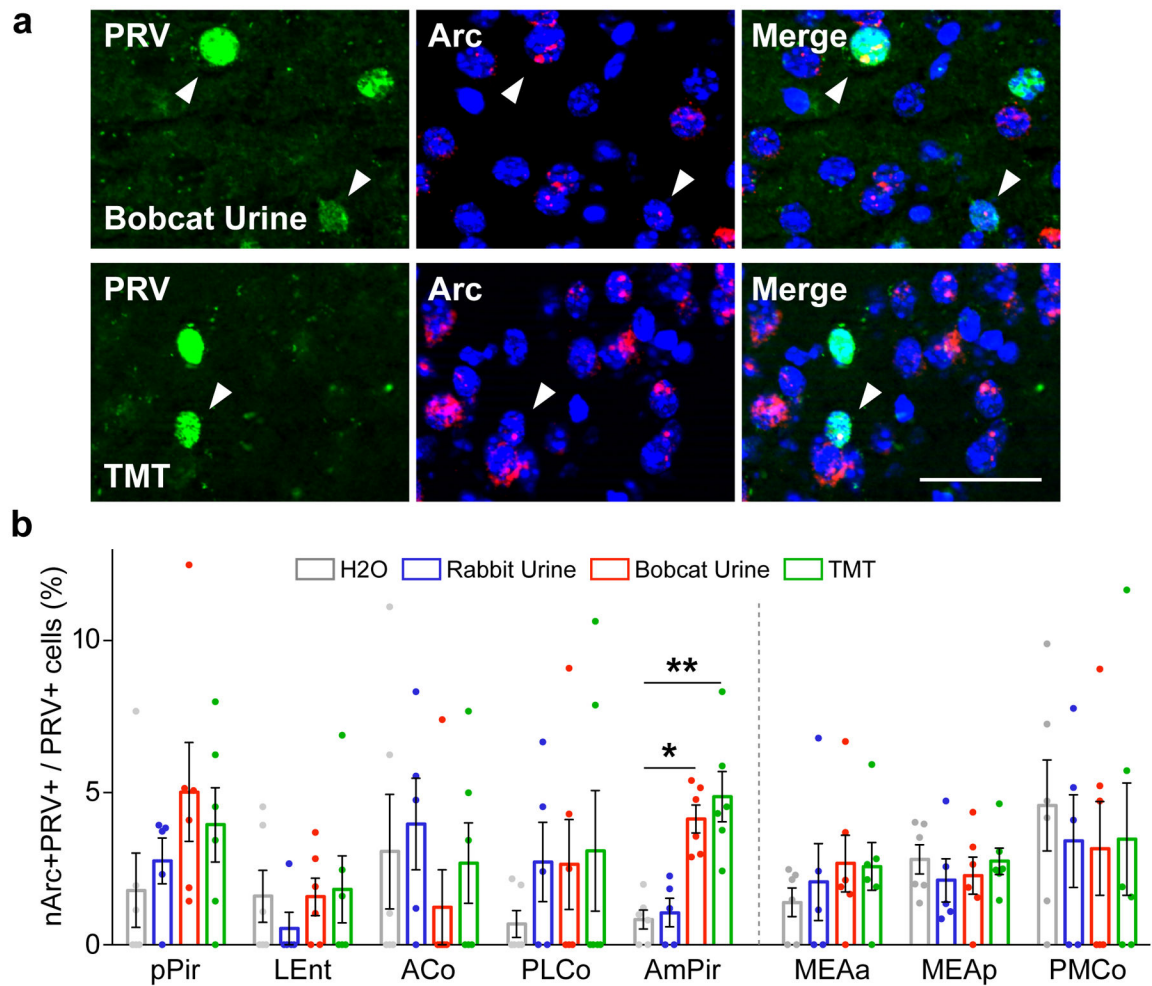 a
PRV Arc Merge
Bobcat Urine
PRV Arc Merge
TMT
b
H2O Rabbit Urine Bobcat Urine TMT
nArc+PRV+ / PRV+ cells (%)
10
**
*
5
0
pPir LEnt ACo PLCo AmPir MEAa MEAp PMCo